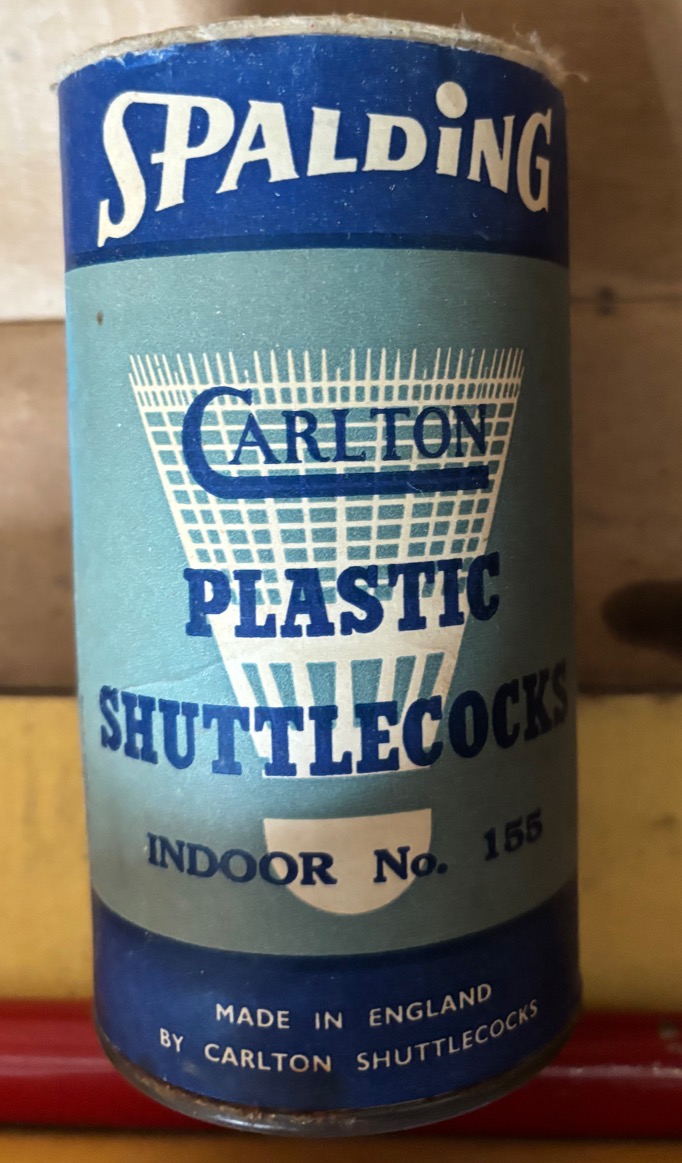 SPALDiNG
CARLTON
PLASTIC
SHUTTLECOCKS
INDOOR No. 155
MADE IN ENGLAND
BY CARLTON SHUTTLECOCKS